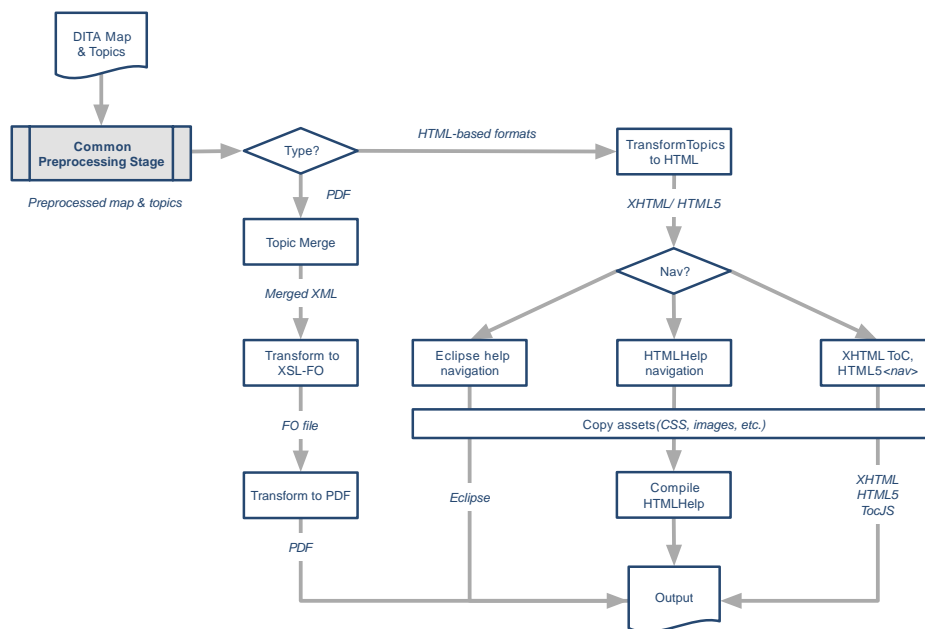 DITA Map
& Topics
Common
Preprocessing Stage
Preprocessed map & topics
Type?
HTML-based formats
PDF
Topic Merge
Merged XML
Transform to
XSL-FO
FO file
Transform to PDF
PDF
TransformTopics
to HTML
XHTML/ HTML5
Nav?
Eclipse help
navigation
HTMLHelp
navigation
XHTML ToC,
HTML5<nav>
Copy assets(CSS, images, etc.)
Eclipse
Compile
HTMLHelp
XHTML
HTML5
TocJS
Output